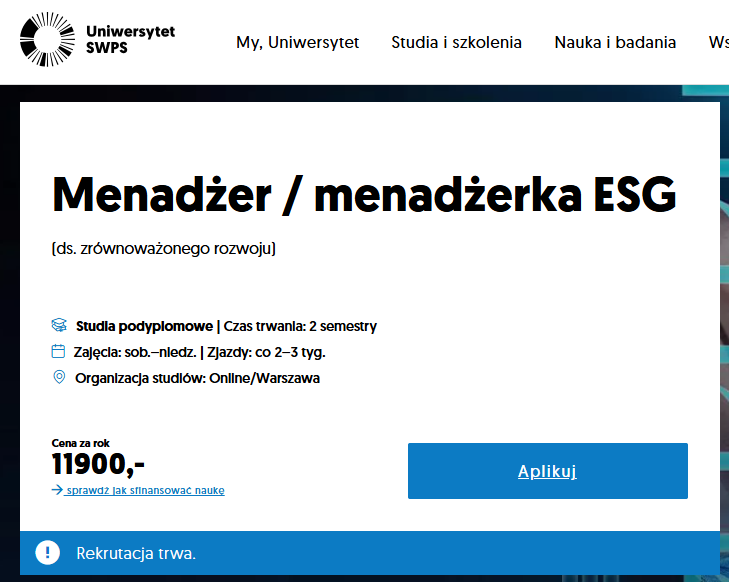 Uniwersytet
SWPS
My, Uniwersytet Studia i szkolenia Nauka i badania
Menadżer / menadżerka ESG
(ds. zrównoważonego rozwoju)
Studia podyplomowe | Czas trwania: 2 semestry
Zajęcia: sob.–niedz. | Zjazdy: co 2–3 tyg.
Organizacja studiów: Online/Warszawa
Cena za rok
11900,-
→ sprawdź jak sfinansować naukę
Aplikuj
! Rekrutacja trwa.